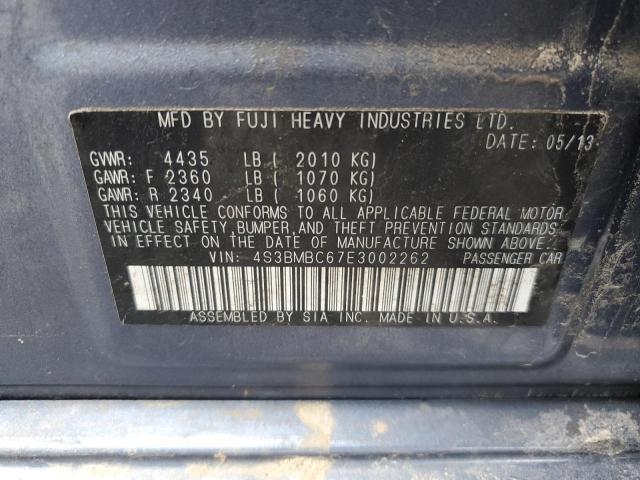 MFD BY FUJI HEAVY INDUSTRIES LTD.
DATE: 05/13
GVWR: 4435 LB ( 2010 KG)
GAWR: F 2360 LB ( 1070 KG)
GAWR: R 2340 LB ( 1060 KG)
THIS VEHICLE CONFORMS TO ALL APPLICABLE FEDERAL MOTOR
VEHICLE SAFETY, BUMPER, AND THEFT PREVENTION STANDARDS
IN EFFECT ON THE DATE OF MANUFACTURE SHOWN ABOVE.
VIN: 4S3BMBC67E3002262 PASSENGER CAR
ASSEMBLED BY SIA INC. MADE IN U.S.A.